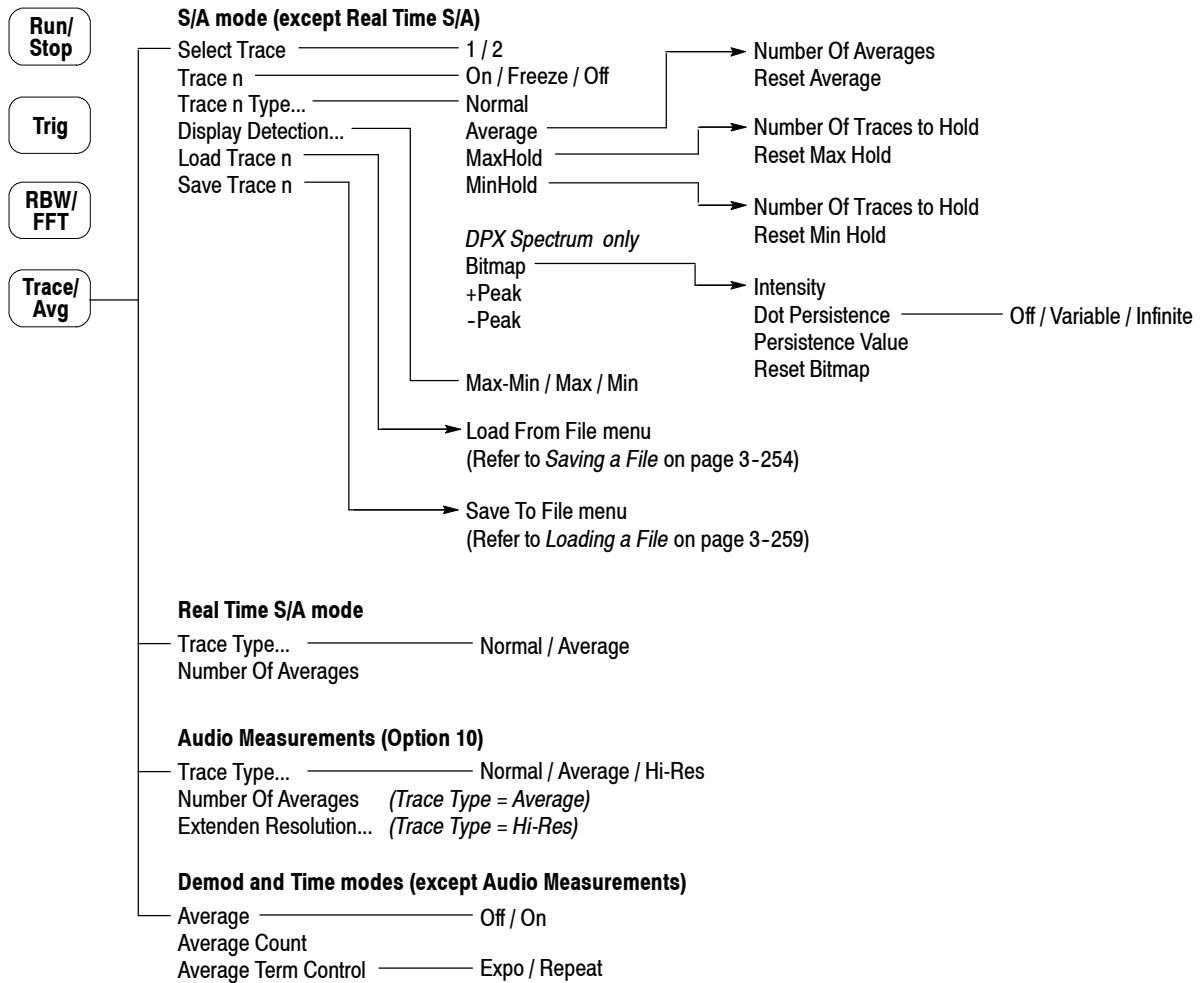 Run/
Stop
Trig
RBW/
FFT
Trace/
Avg
S/A mode (except Real Time S/A)
Select Trace 1 / 2
Trace n On / Freeze / Off
Trace n Type... Normal
Display Detection... Average
Load Trace n MaxHold
Save Trace n MinHold
Number Of Averages
Reset Average
Number Of Traces to Hold
Reset Max Hold
Number Of Traces to Hold
Reset Min Hold
DPX Spectrum only
Bitmap
+Peak
-Peak
Intensity
Dot Persistence Off / Variable / Infinite
Persistence Value
Reset Bitmap
Max-Min / Max / Min
Load From File menu
(Refer to Saving a File on page 3-254)
Save To File menu
(Refer to Loading a File on page 3-259)
Real Time S/A mode
Trace Type... Normal / Average
Number Of Averages
Audio Measurements (Option 10)
Trace Type... Normal / Average / Hi-Res
Number Of Averages (Trace Type = Average)
Extenden Resolution... (Trace Type = Hi-Res)
Demod and Time modes (except Audio Measurements)
Average Off / On
Average Count
Average Term Control Expo / Repeat